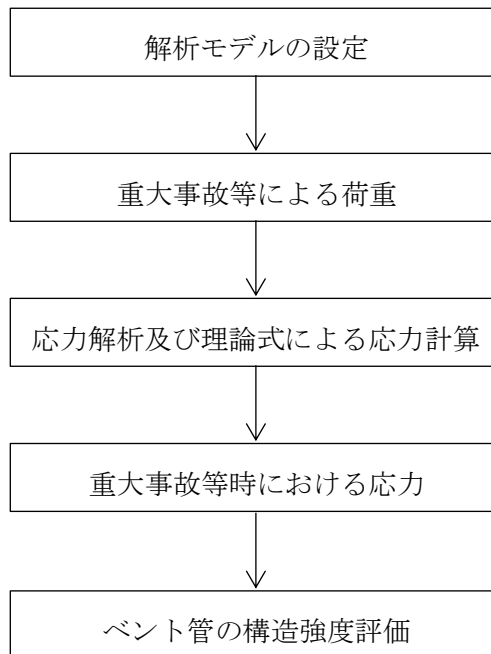 解析モデルの設定
重大事故等による荷重
応力解析及び理論式による応力計算
重大事故等時における応力
ベント管の構造強度評価